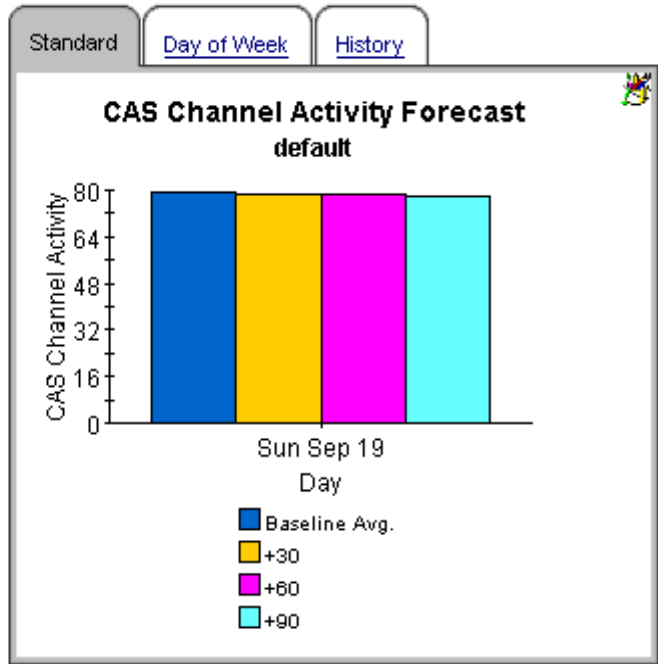 Standard
Day of Week
History
CAS Channel Activity Forecast
default
CAS Channel Activity
80
64
48
32
16
0
Sun Sep 19
Day
Baseline Avg.
+30
+60
+90